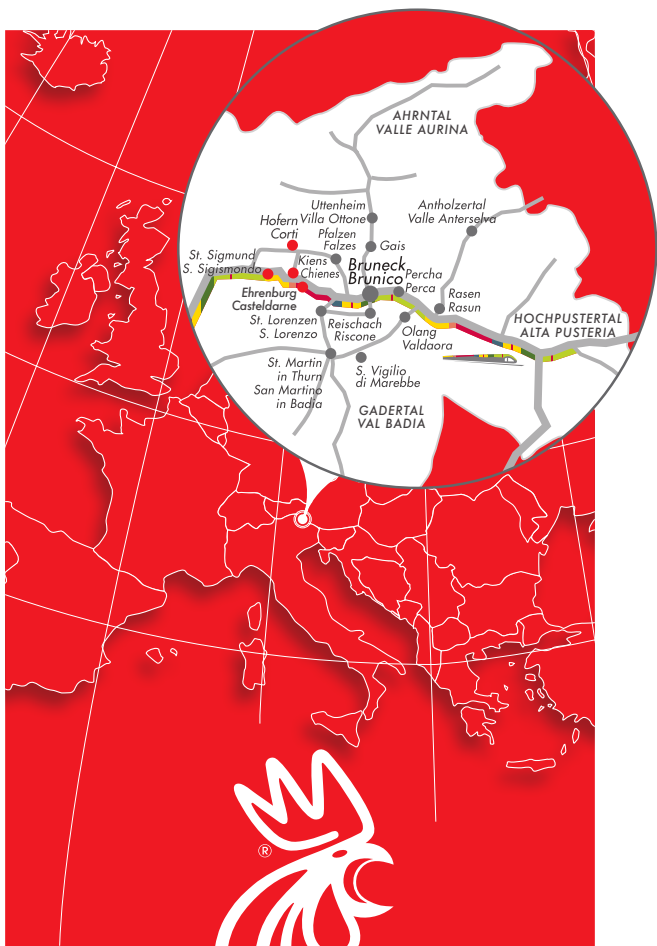 AHRNTAL
VALLE AURINA
Uttenheim
Villa Ottone
Antholzertal
Valle Anterselva
Hofern
Corti
Pfalzen
Falzes
Gais
St. Sigmund
S. Sigismondo
Kiens
Chienes
Bruneck
Brunico
Percha
Perca
Ehrenburg
Casteldarne
Rasen
Rasun
St. Lorenzen
S. Lorenzo
Reischach
Riscone
Olang
Valdaora
HOCHPUSTERTAL
ALTA PUSTERIA
St. Martin
in Thurn
San Martino
in Badia
S. Vigilio
di Marebbe
GADERTAL
VAL BADIA
®